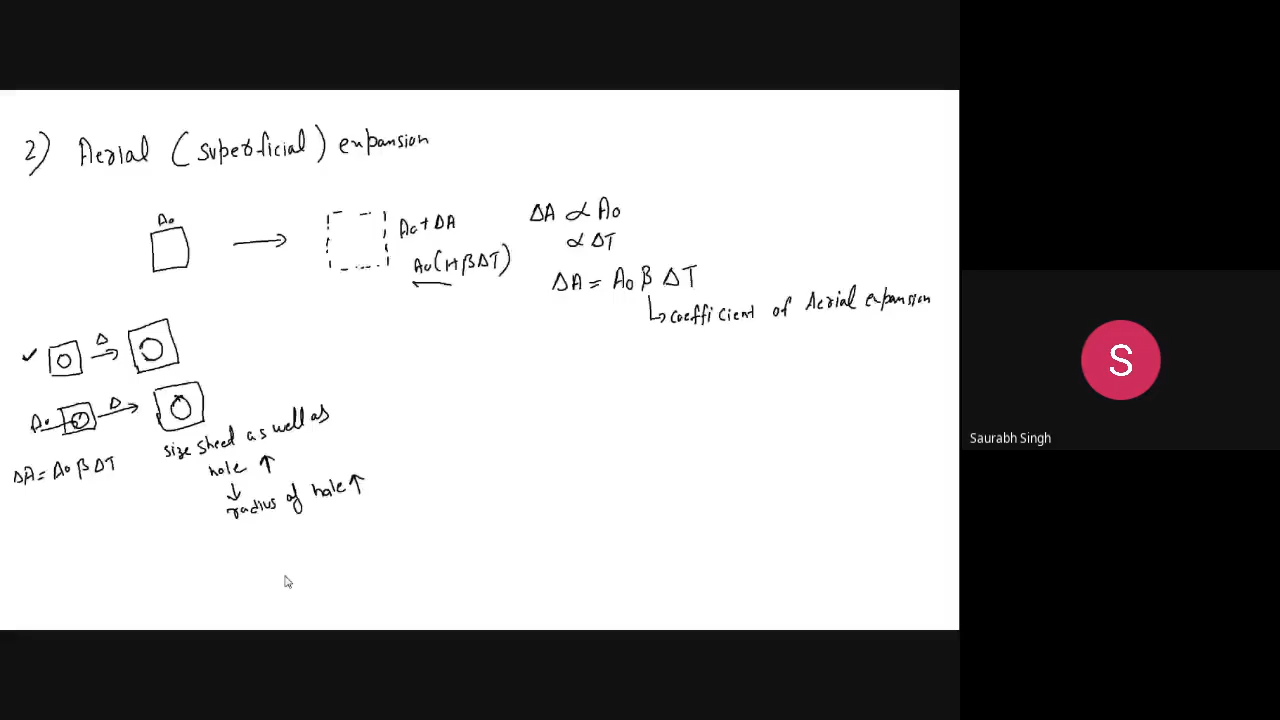 2) Aerial (superficial) expansion
A₀
A₀ + ΔA
A₀(1+βΔT)
ΔA ∝ A₀
∝ ΔT
ΔA = A₀ β ΔT
↳ coefficient of Aerial expansion
✓ Δ
A₀ Δ
ΔA = A₀ β ΔT
size sheed as well as
hole ↑
↓
radius of hole ↑
S
Saurabh Singh